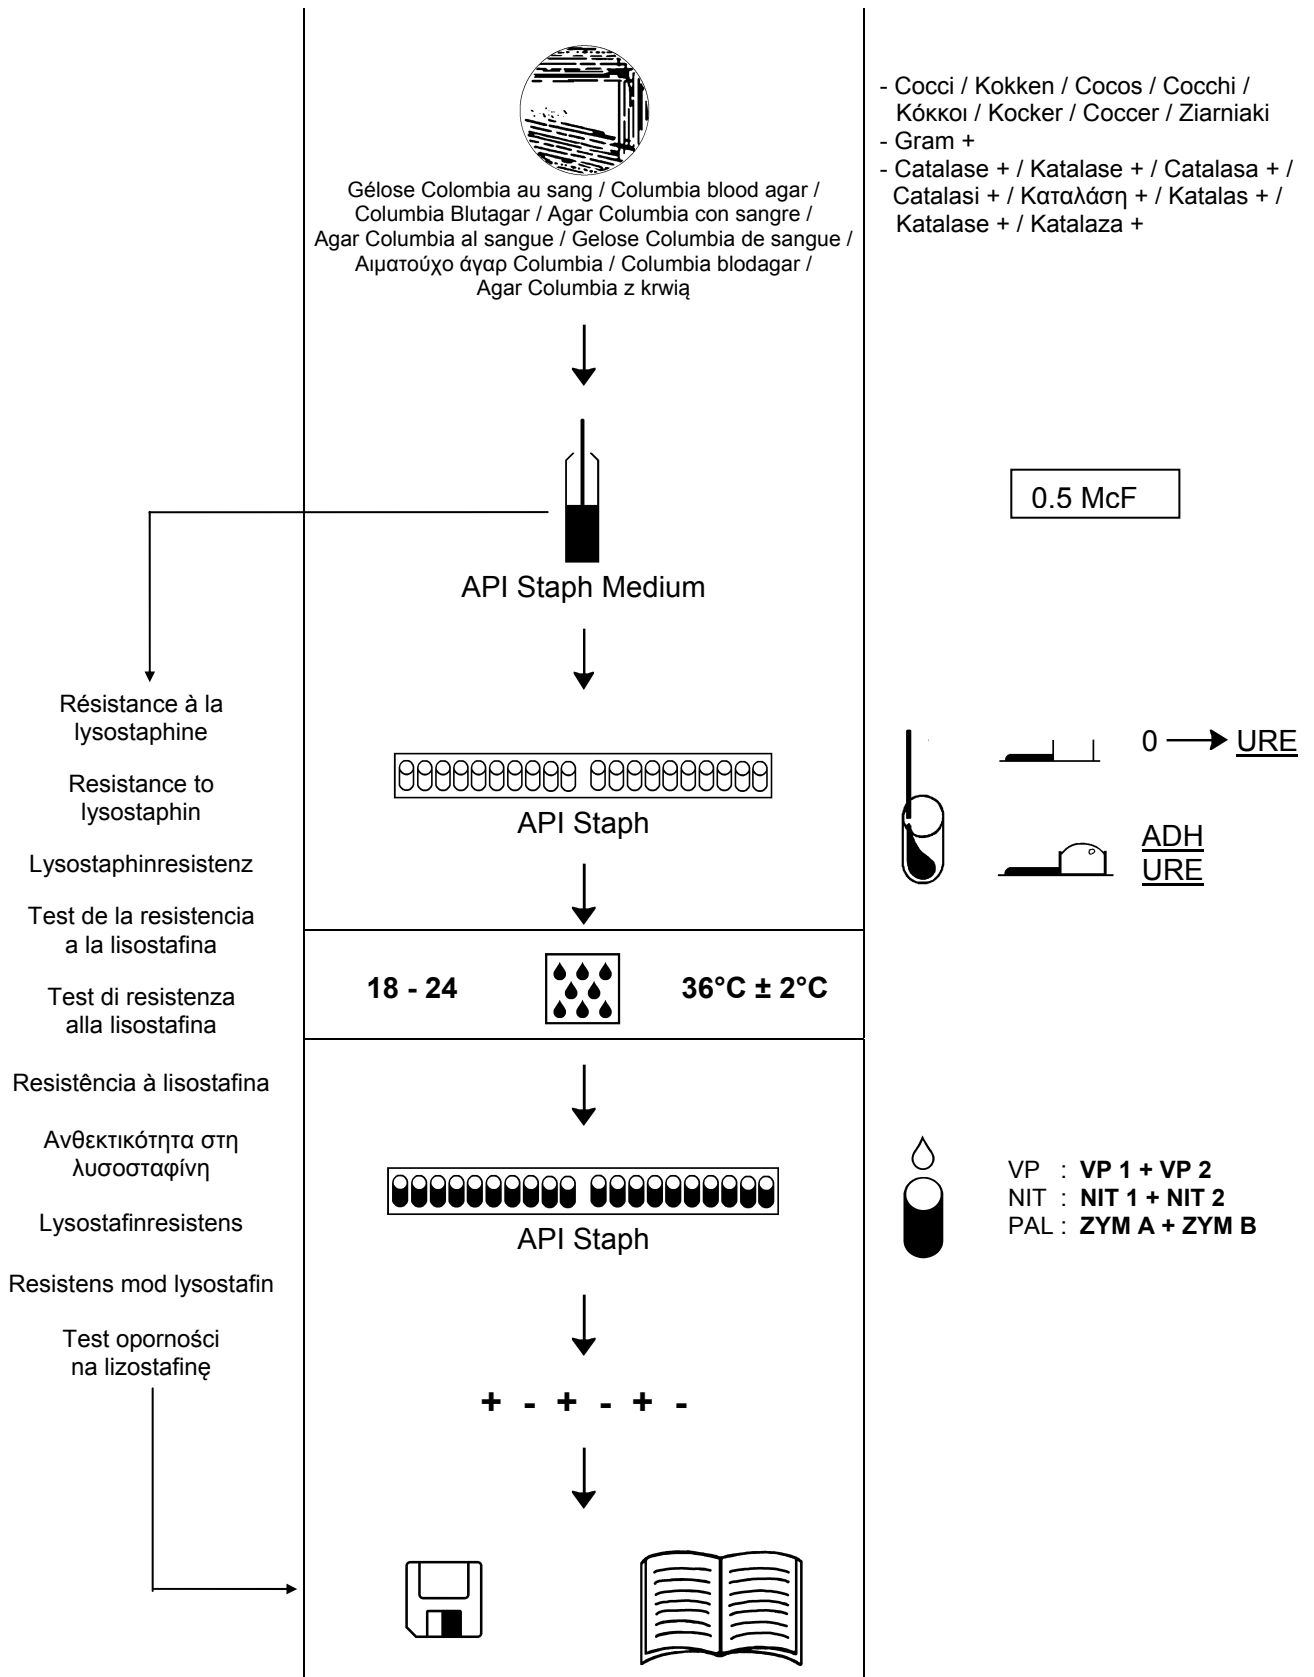 Gélose Colombia au sang / Columbia blood agar /
Columbia Blutagar / Agar Columbia con sangre /
Agar Columbia al sangue / Gelose Columbia de sangue /
Αιματούχο άγαρ Columbia / Columbia blodagar /
Agar Columbia z krwią
- Cocci / Kokken / Cocos / Cocchi /
Κόκκοι / Kocker / Coccer / Ziarniaki
- Gram +
- Catalase + / Katalase + / Catalasa + /
Catalasi + / Καταλάση + / Katalas + /
Katalase + / Katalaza +
0.5 McF
API Staph Medium
Résistance à la
lysostaphine
Resistance to
lysostaphin
Lysostaphinresistenz
Test de la resistencia
a la lisostafina
Test di resistenza
alla lisostafina
Resistência à lisostafina
Ανθεκτικότητα στη
λυσοσταφίνη
Lysostafinresistens
Resistens mod lysostafin
Test oporności
na lizostafinę
API Staph
0 → URE
ADH
URE
18 - 24
36°C ± 2°C
API Staph
VP : VP 1 + VP 2
NIT : NIT 1 + NIT 2
PAL : ZYM A + ZYM B
+ - + - + -